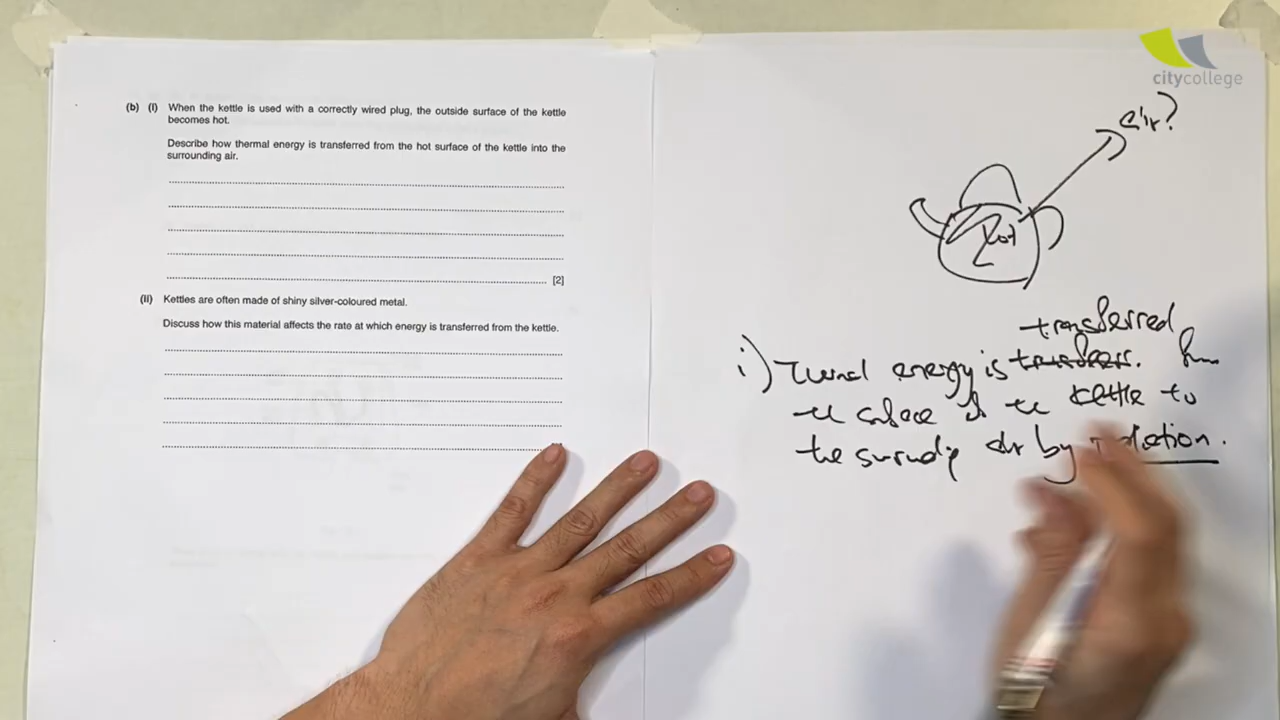 citycollege
(b) (i) When the kettle is used with a correctly wired plug, the outside surface of the kettle
becomes hot.
Describe how thermal energy is transferred from the hot surface of the kettle into the
surrounding air.
[2]
(ii) Kettles are often made of shiny silver-coloured metal.
Discuss how this material affects the rate at which energy is transferred from the kettle.
air?
hot
transferred
i) energy is from
the kettle to
the air by